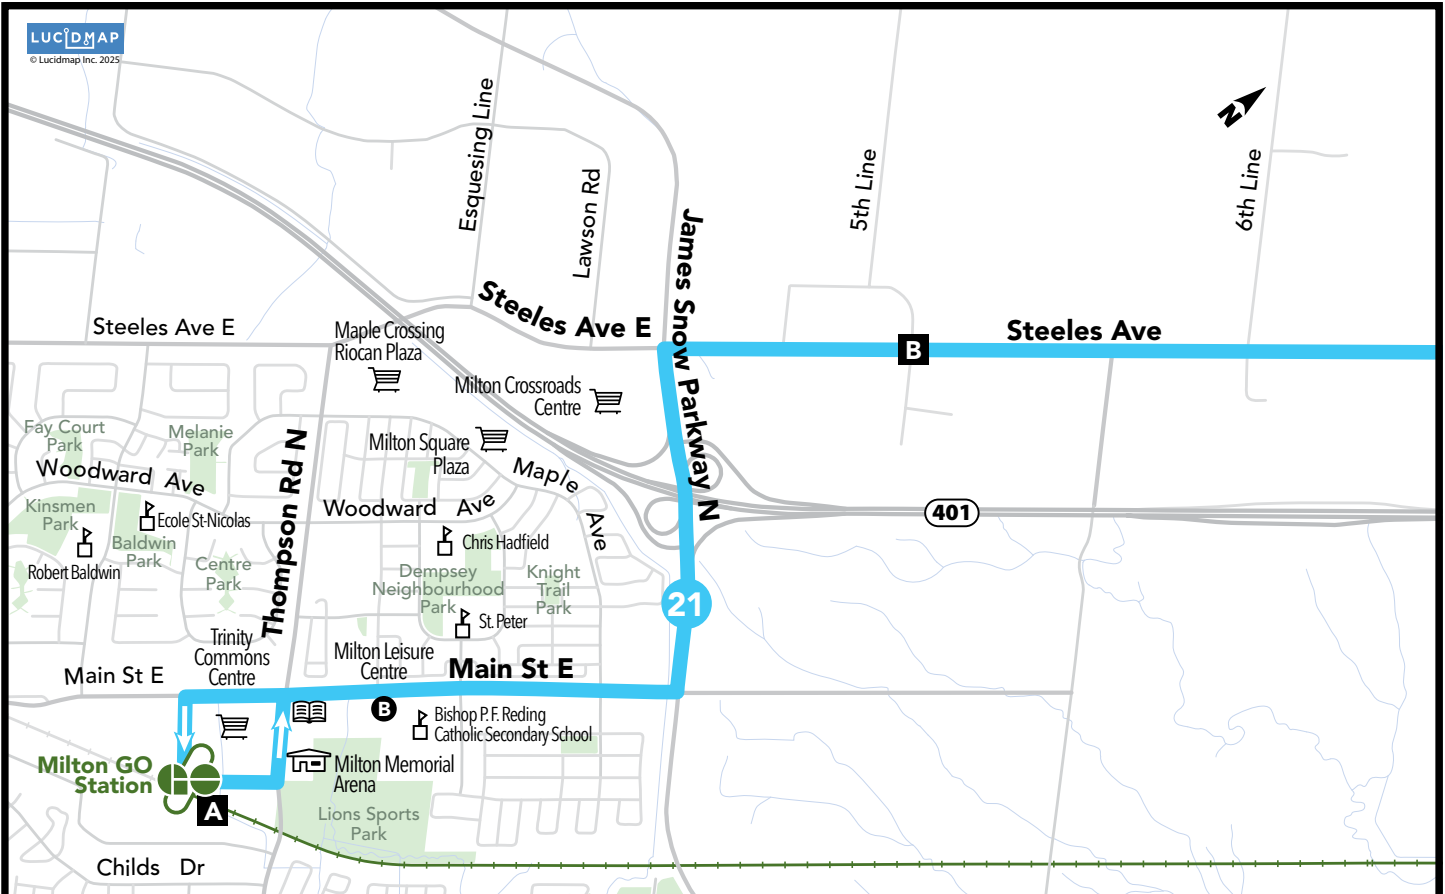 LUCIDMAP
© Lucidmap Inc. 2025
N
Esquesing Line
Lawson Rd
James Snow Parkway N
5th Line
6th Line
Steeles Ave E
Steeles Ave E
Steeles Ave
B
Maple Crossing
Riocan Plaza
Milton Crossroads
Centre
Milton Square
Plaza
Fay Court
Park
Melanie
Park
Woodward Ave
Thompson Rd N
Woodward Ave
Maple Ave
401
Kinsmen
Park
Ecole St-Nicolas
Baldwin
Park
Robert Baldwin
Centre
Park
Chris Hadfield
Dempsey
Neighbourhood
Park
Knight
Trail
Park
St. Peter
21
Trinity
Commons
Centre
Milton Leisure
Centre
Main St E
Main St E
B
Bishop P. F. Reding
Catholic Secondary School
Milton GO
Station
A
Milton Memorial
Arena
Lions Sports
Park
Childs Dr